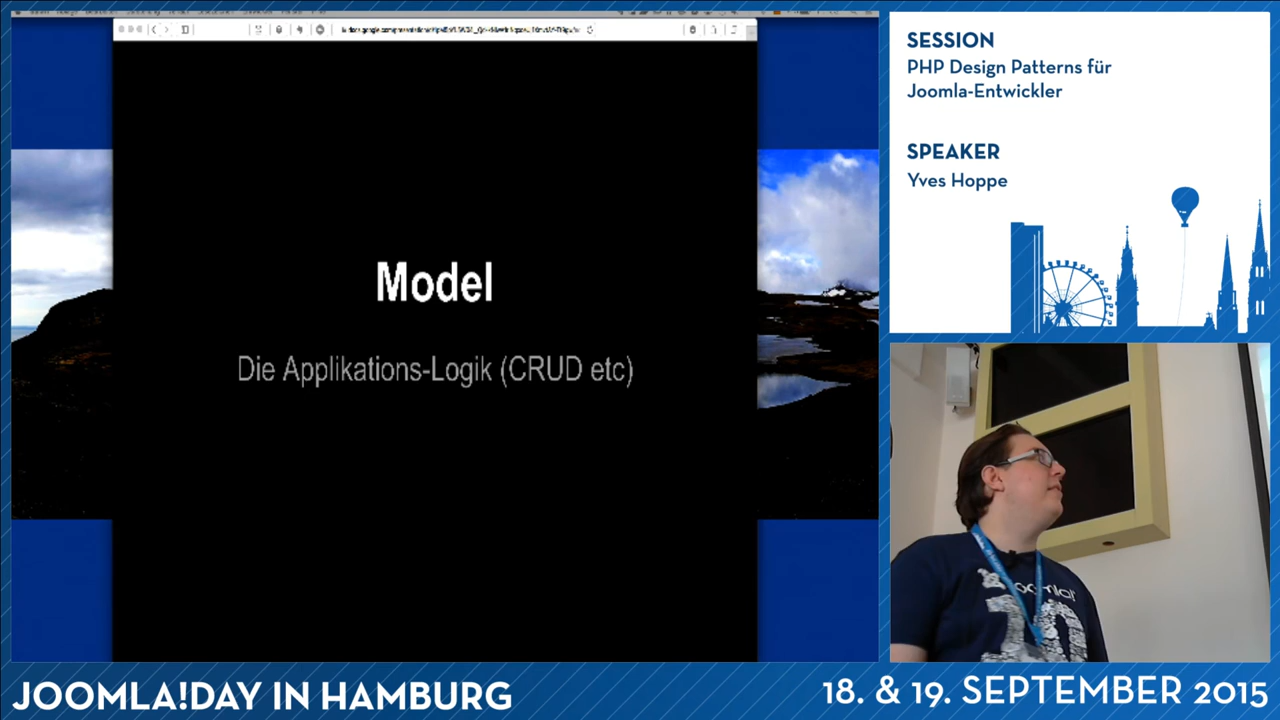 Model
Die Applikations-Logik (CRUD etc)
SESSION
PHP Design Patterns für
Joomla-Entwickler
SPEAKER
Yves Hoppe
JOOMLA!DAY IN HAMBURG
18. & 19. SEPTEMBER 2015